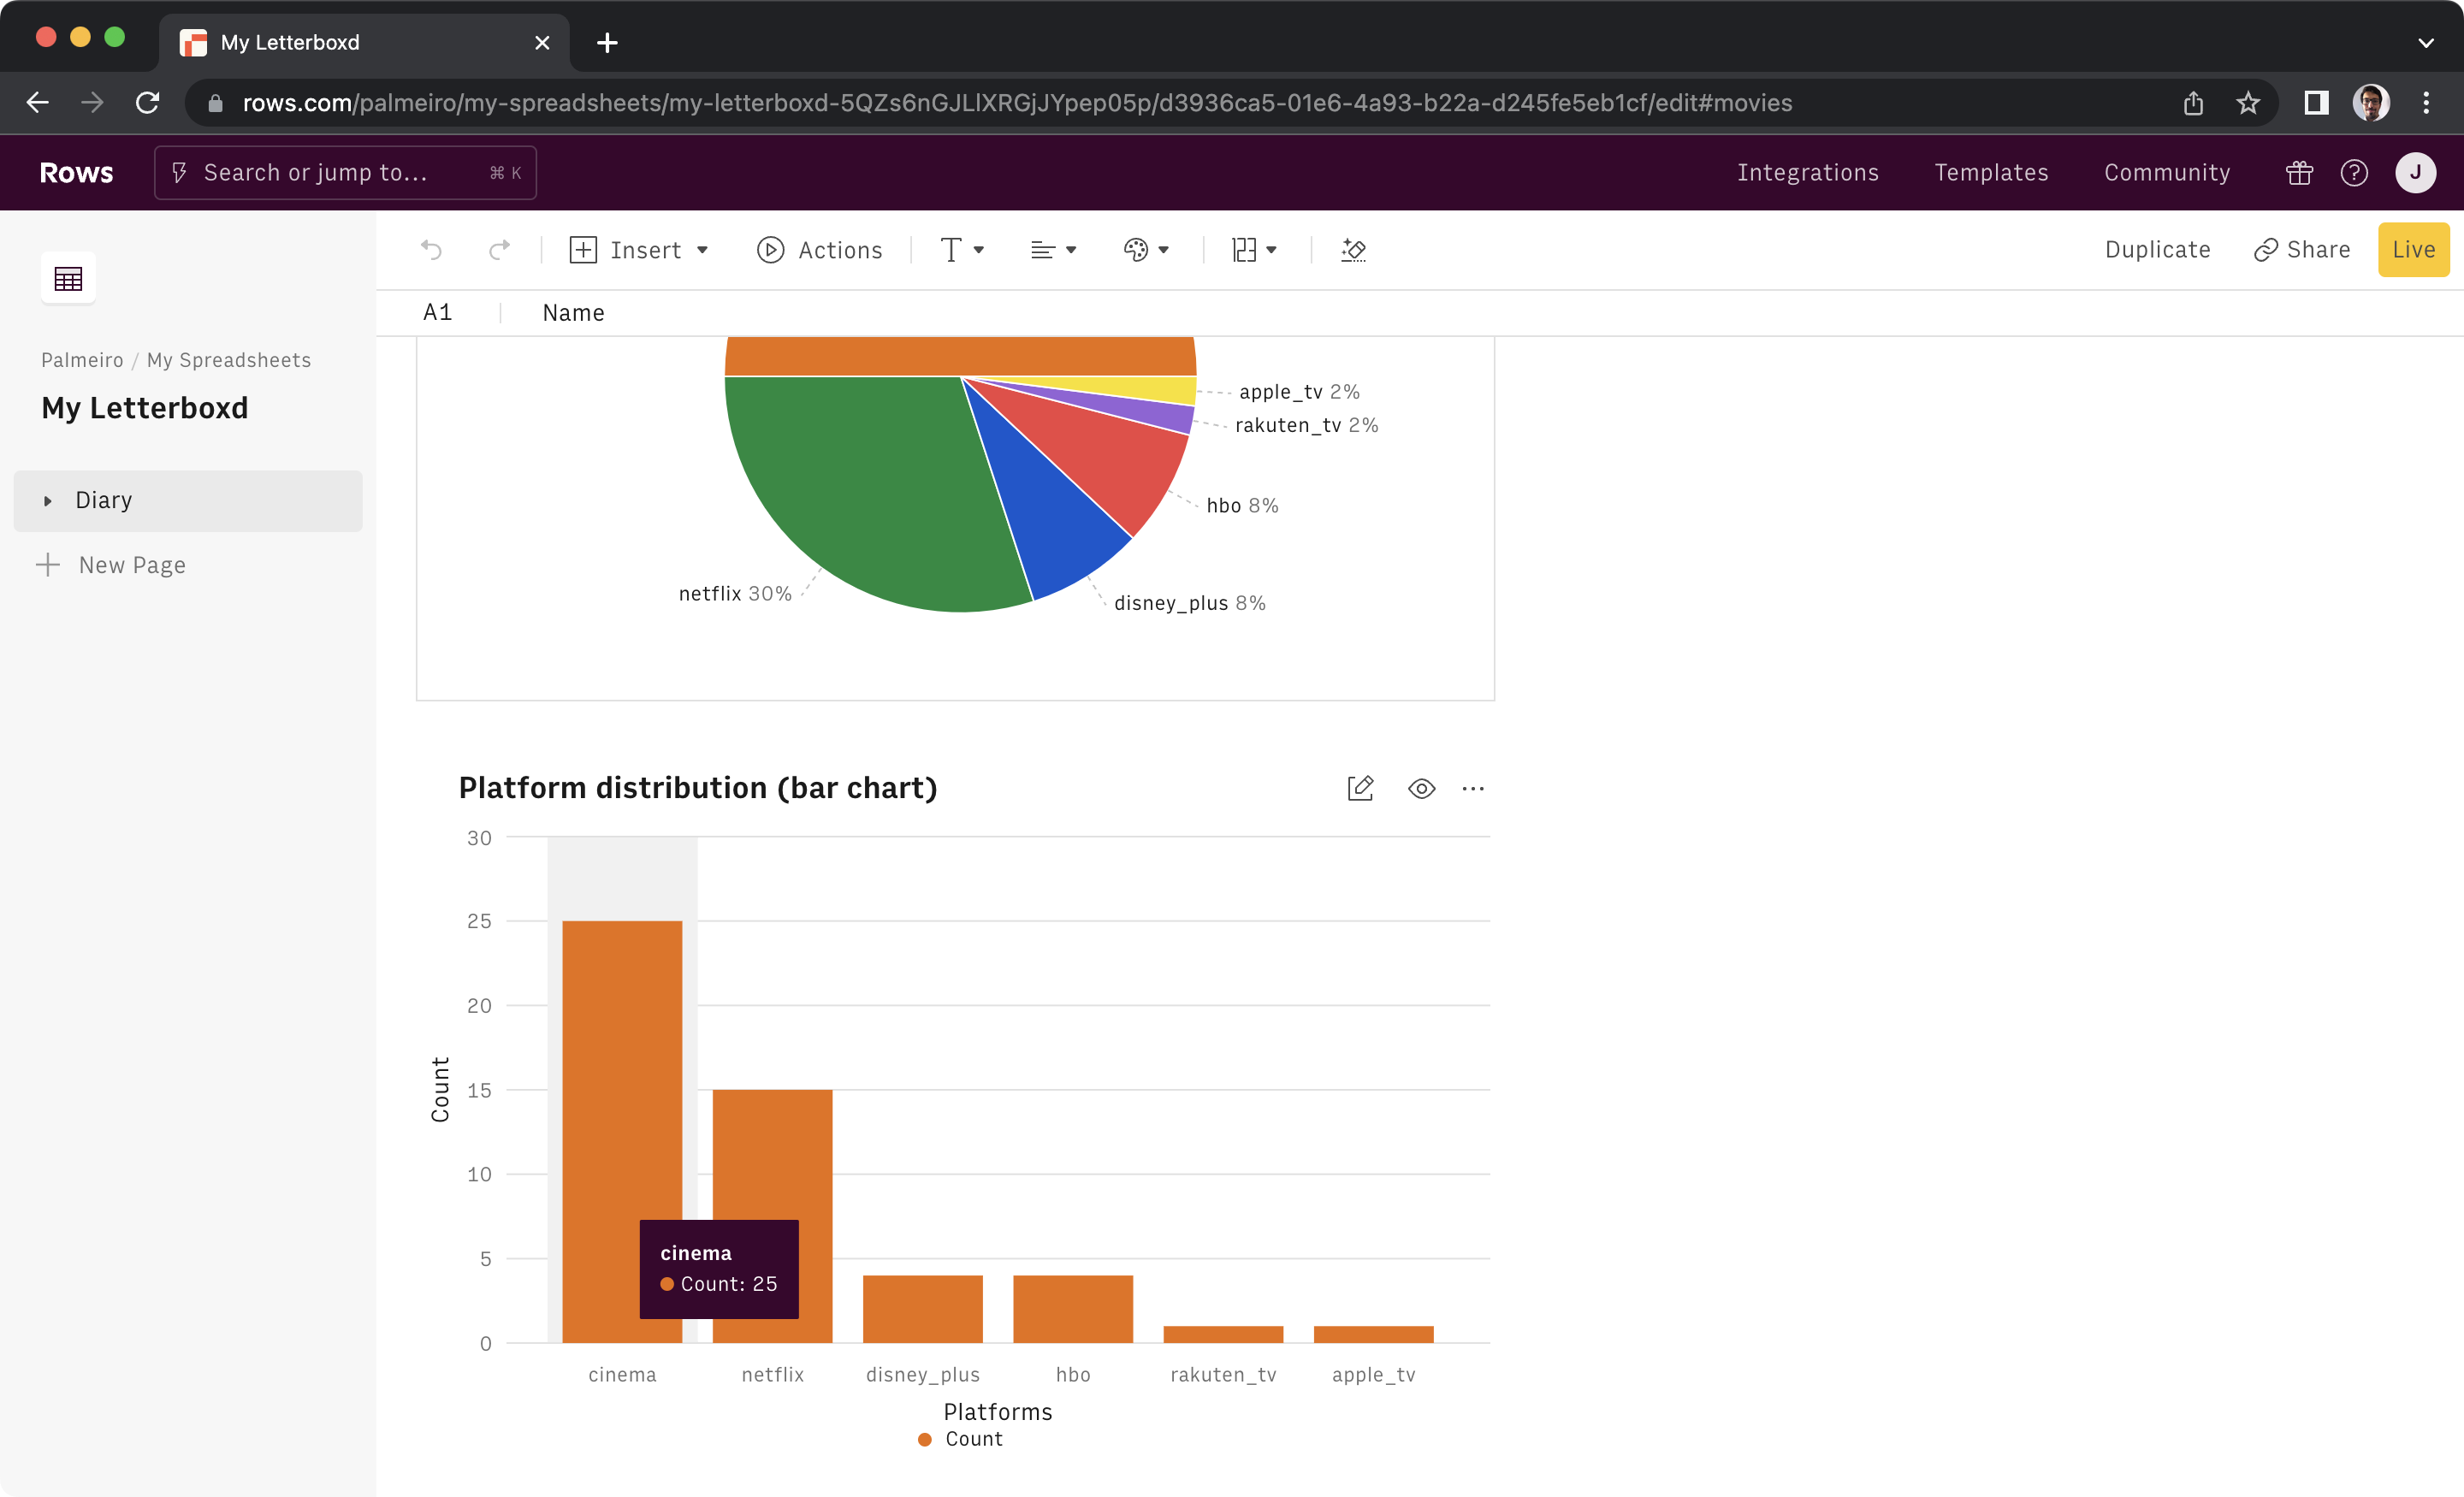 My Letterboxd
rows.com/palmeiro/my-spreadsheets/my-letterboxd-5QZs6nGJLlXRGjJYpep05p/d3936ca5-01e6-4a93-b22a-d245fe5eb1cf/edit#movies
Rows
Search or jump to... ⌘ K
Integrations
Templates
Community
J
Insert
Actions
Duplicate
Share
Live
A1
Name
Palmeiro / My Spreadsheets
My Letterboxd
Diary
New Page
apple_tv 2%
rakuten_tv 2%
hbo 8%
netflix 30%
disney_plus 8%
Platform distribution (bar chart)
30
25
20
15
10
5
0
Count
cinema
Count: 25
cinema
netflix
disney_plus
hbo
rakuten_tv
apple_tv
Platforms
Count